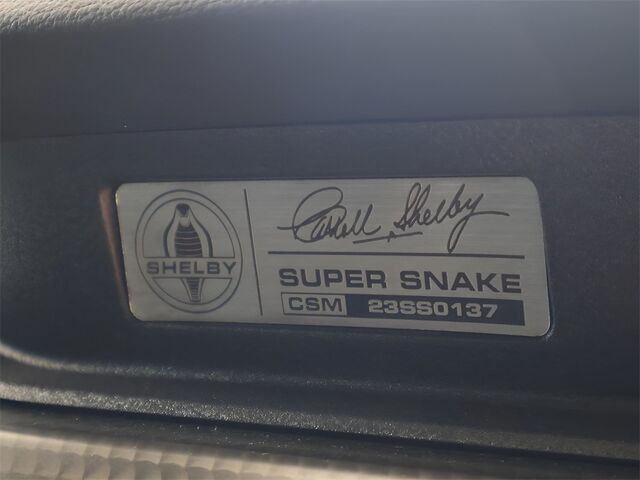 SHELBY
Carroll Shelby
SUPER SNAKE
CSM 23SS0137